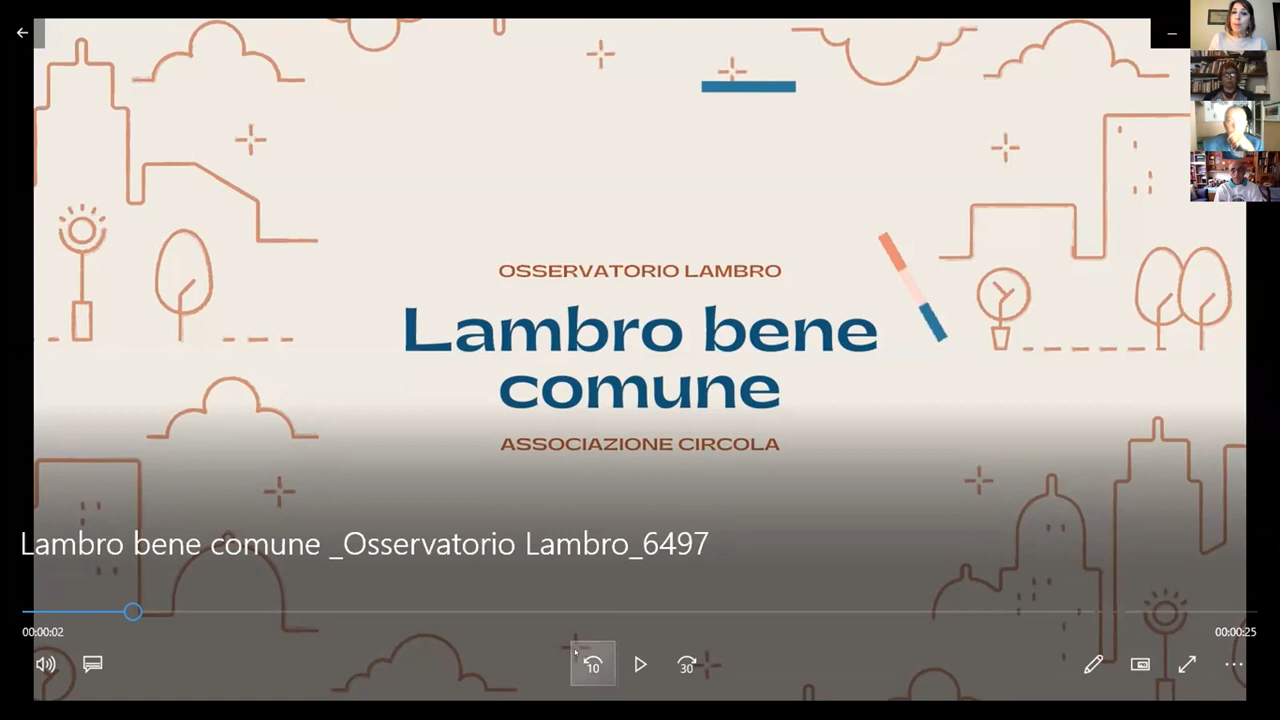 OSSERVATORIO LAMBRO
Lambro bene
comune
ASSOCIAZIONE CIRCOLA
Lambro bene comune _Osservatorio Lambro_6497
00:00:02
00:00:25
10
30